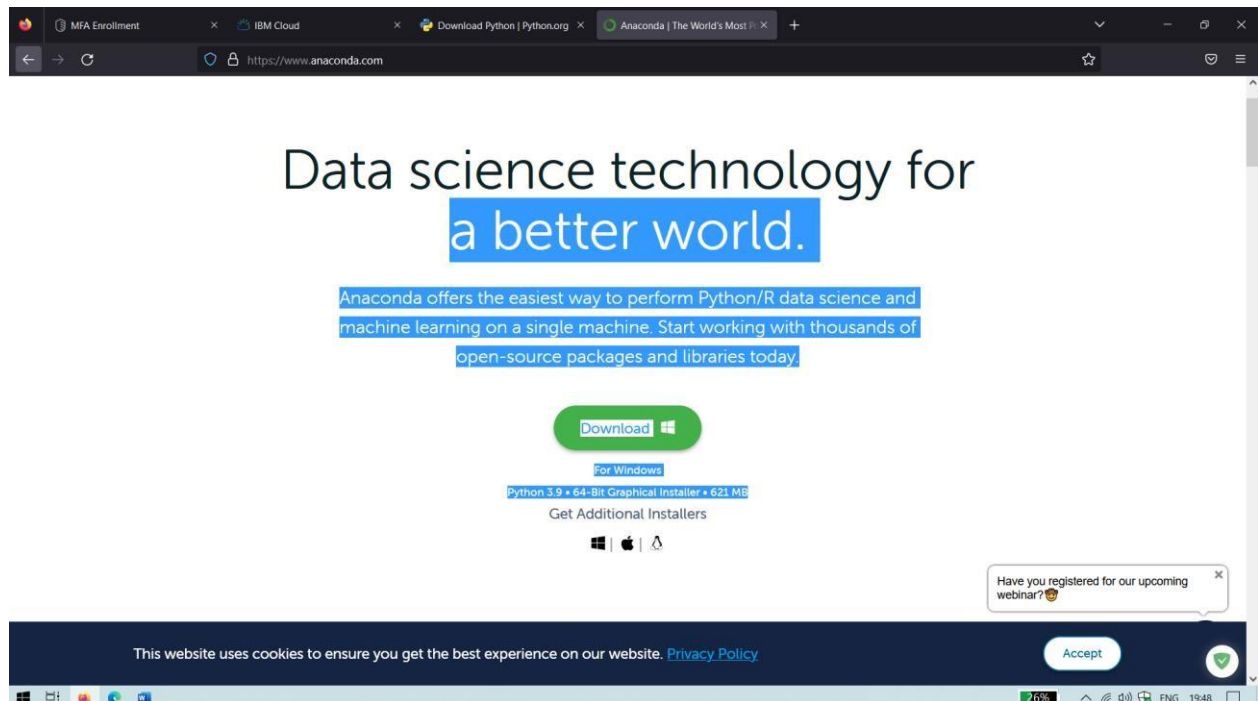 MFA Enrollment
IBM Cloud
Download Python | Python.org
Anaconda | The World's Most
https://www.anaconda.com
Data science technology for
a better world.
Anaconda offers the easiest way to perform Python/R data science and
machine learning on a single machine. Start working with thousands of
open-source packages and libraries today.
Download
For Windows
Python 3.9 • 64-Bit Graphical Installer • 621 MB
Get Additional Installers
Have you registered for our upcoming
webinar?🤓
This website uses cookies to ensure you get the best experience on our website. Privacy Policy
Accept
26%
ENG 19:48